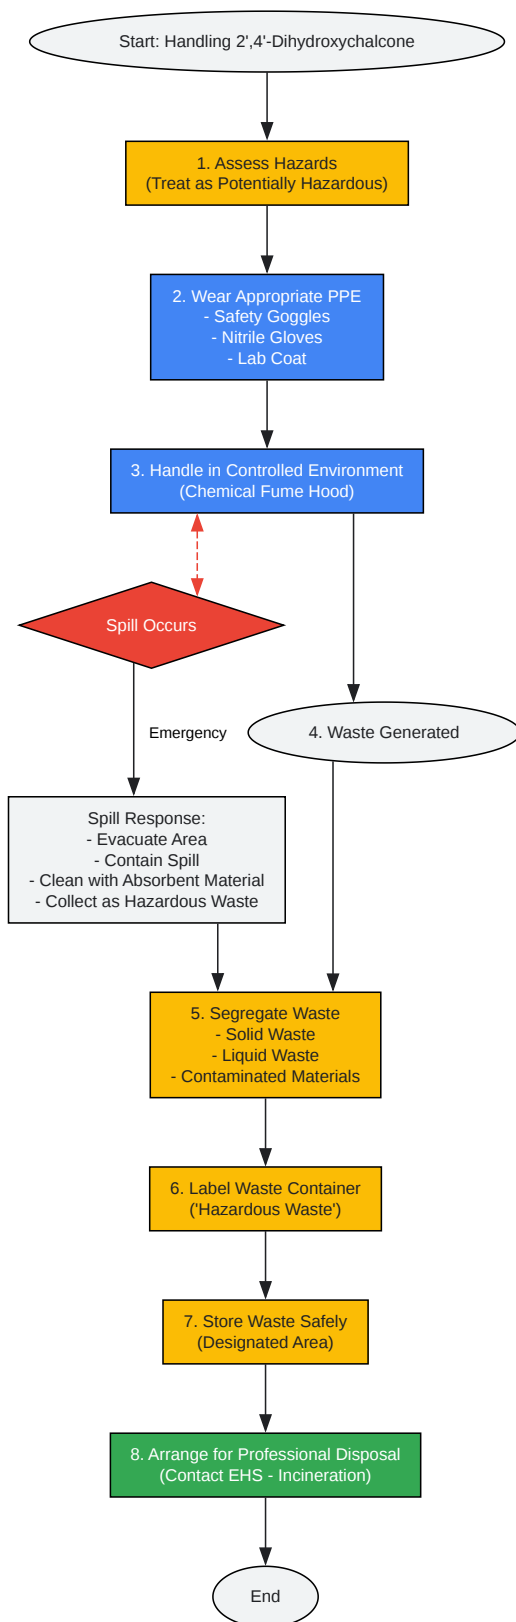 Start: Handling 2',4'-Dihydroxychalcone
1. Assess Hazards
(Treat as Potentially Hazardous)
2. Wear Appropriate PPE
- Safety Goggles
- Nitrile Gloves
- Lab Coat
3. Handle in Controlled Environment
(Chemical Fume Hood)
Spill Occurs
Emergency
4. Waste Generated
Spill Response:
- Evacuate Area
- Contain Spill
- Clean with Absorbent Material
- Collect as Hazardous Waste
5. Segregate Waste
- Solid Waste
- Liquid Waste
- Contaminated Materials
6. Label Waste Container
('Hazardous Waste')
7. Store Waste Safely
(Designated Area)
8. Arrange for Professional Disposal
(Contact EHS - Incineration)
End